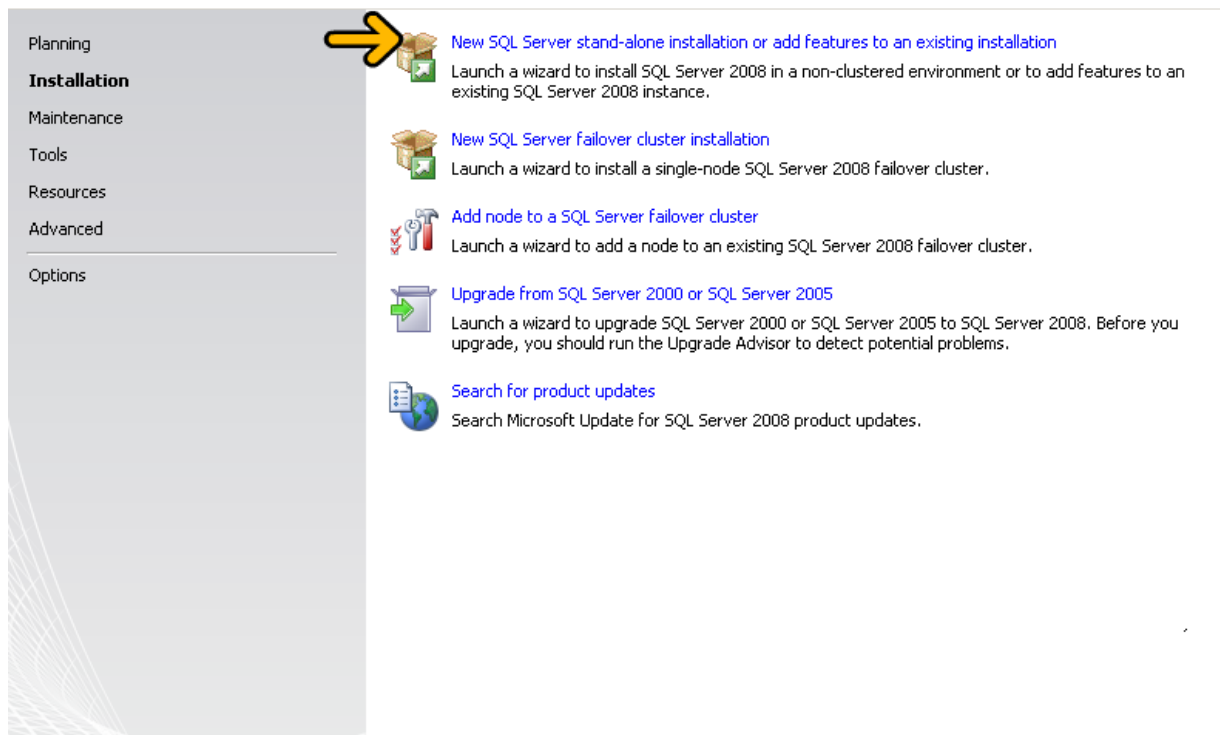 Planning
Installation
Maintenance
Tools
Resources
Advanced
Options
New SQL Server stand-alone installation or add features to an existing installation
Launch a wizard to install SQL Server 2008 in a non-clustered environment or to add features to an
existing SQL Server 2008 instance.
New SQL Server failover cluster installation
Launch a wizard to install a single-node SQL Server 2008 failover cluster.
Add node to a SQL Server failover cluster
Launch a wizard to add a node to an existing SQL Server 2008 failover cluster.
Upgrade from SQL Server 2000 or SQL Server 2005
Launch a wizard to upgrade SQL Server 2000 or SQL Server 2005 to SQL Server 2008. Before you
upgrade, you should run the Upgrade Advisor to detect potential problems.
Search for product updates
Search Microsoft Update for SQL Server 2008 product updates.